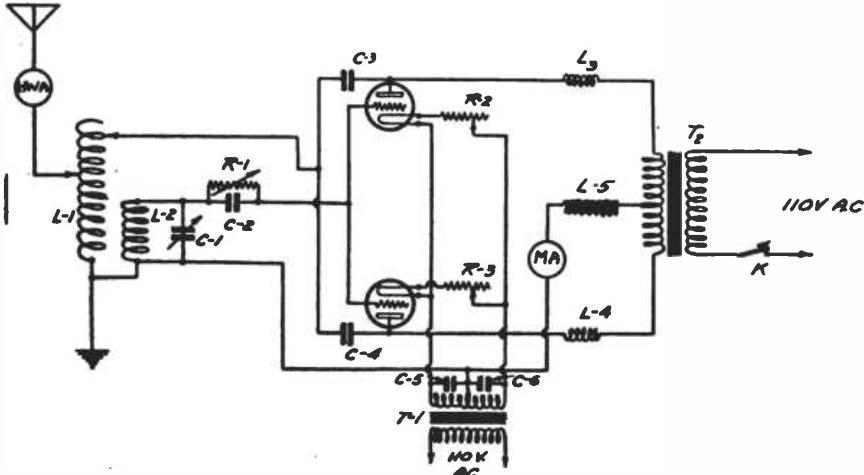 HWA
L-1
L-2
R-1
C-2
C-1
C-3
R-2
L3
T2
L-5
110V AC
K
MA
R-3
L-4
C-4
C-5
C-6
T-1
110V.
AC